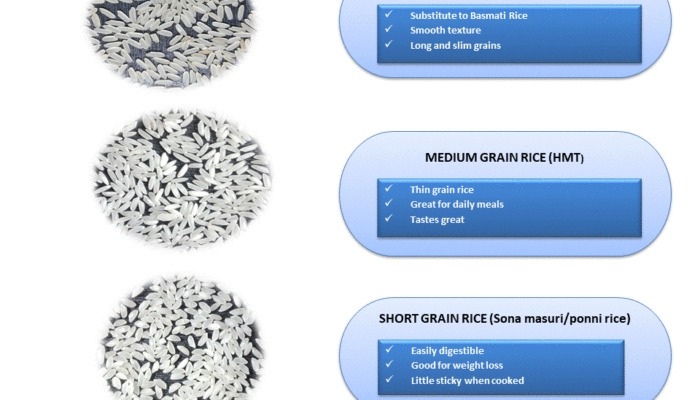 ✓ Substitute to Basmati Rice
✓ Smooth texture
✓ Long and slim grains
MEDIUM GRAIN RICE (HMT)
✓ Thin grain rice
✓ Great for daily meals
✓ Tastes great
SHORT GRAIN RICE (Sona masuri/ponni rice)
✓ Easily digestible
✓ Good for weight loss
✓ Little sticky when cooked